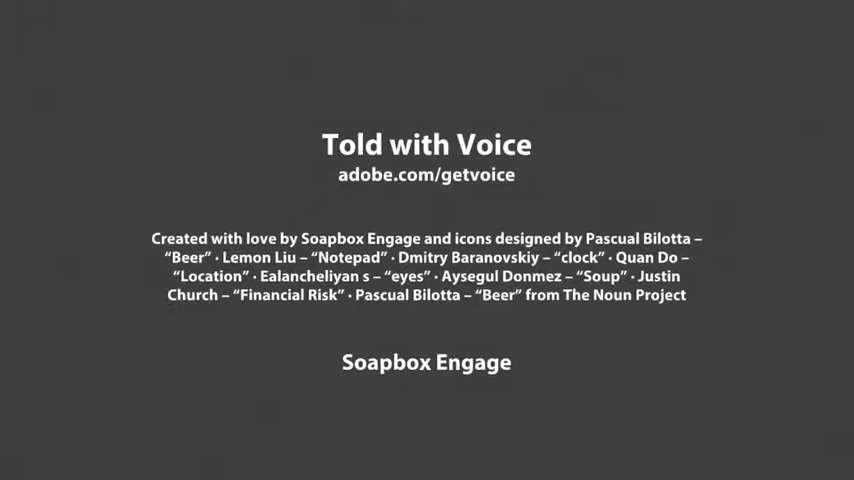 Told with Voice
adobe.com/getvoice
Created with love by Soapbox Engage and icons designed by Pascual Bilotta –
“Beer” · Lemon Liu – “Notepad” · Dmitry Baranovskiy – “clock” · Quan Do –
“Location” · Ealancheliyan s – “eyes” · Aysegul Donmez – “Soup” · Justin
Church – “Financial Risk” · Pascual Bilotta – “Beer” from The Noun Project
Soapbox Engage